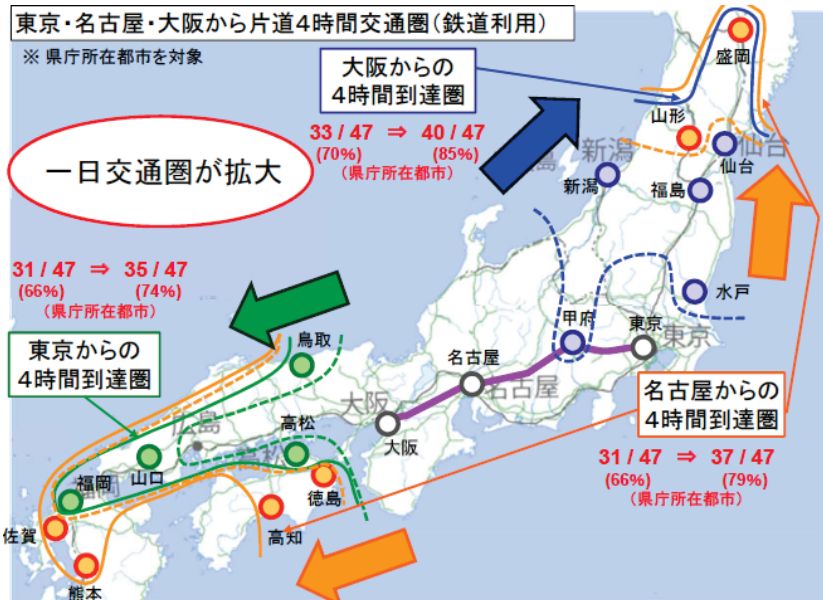 東京・名古屋・大阪から片道4時間交通圏(鉄道利用)
※ 県庁所在都市を対象
大阪からの
4時間到達圏
33 / 47 ⇒ 40 / 47
(70%) (85%)
(県庁所在都市)
一日交通圏が拡大
盛岡
山形
仙台
仙台
新潟
新潟
福島
島
水戸
31 / 47 ⇒ 35 / 47
(66%) (74%)
(県庁所在都市)
東京からの
4時間到達圏
鳥取
甲府
東京
東京
名古屋
名古屋
大阪
大阪
広島
高松
高松
山口
福岡
福岡
徳島
佐賀
高知
熊本
名古屋からの
4時間到達圏
31 / 47 ⇒ 37 / 47
(66%) (79%)
(県庁所在都市)